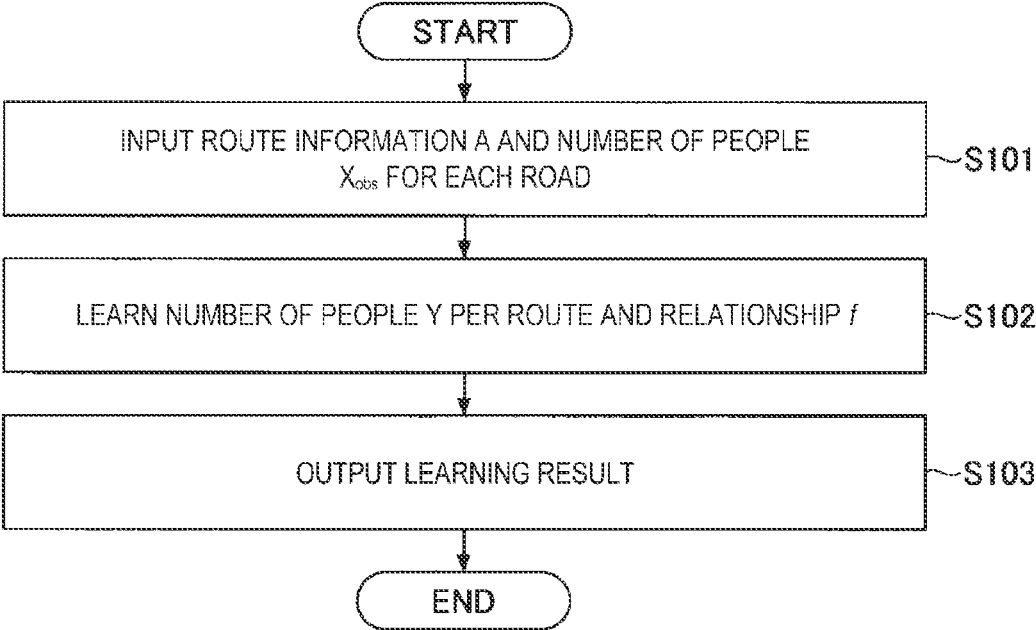 START
INPUT ROUTE INFORMATION A AND NUMBER OF PEOPLE
Xobs FOR EACH ROAD
S101
LEARN NUMBER OF PEOPLE Y PER ROUTE AND RELATIONSHIP f
S102
OUTPUT LEARNING RESULT
S103
END